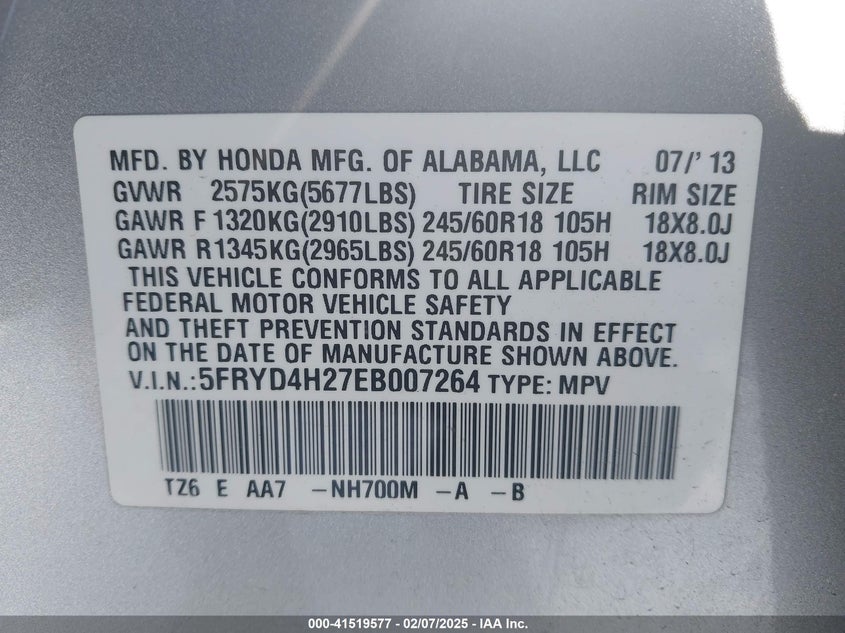 MFD. BY HONDA MFG. OF ALABAMA, LLC 07/' 13
GVWR 2575KG(5677LBS) TIRE SIZE RIM SIZE
GAWR F 1320KG(2910LBS) 245/60R18 105H 18X8.0J
GAWR R1345KG(2965LBS) 245/60R18 105H 18X8.0J
THIS VEHICLE CONFORMS TO ALL APPLICABLE
FEDERAL MOTOR VEHICLE SAFETY
AND THEFT PREVENTION STANDARDS IN EFFECT
ON THE DATE OF MANUFACTURE SHOWN ABOVE.
V.I.N.:5FRYD4H27EB007264 TYPE: MPV
TZ6 E AA7 -NH700M -A -B
000-41519577 - 02/07/2025 - IAA Inc.